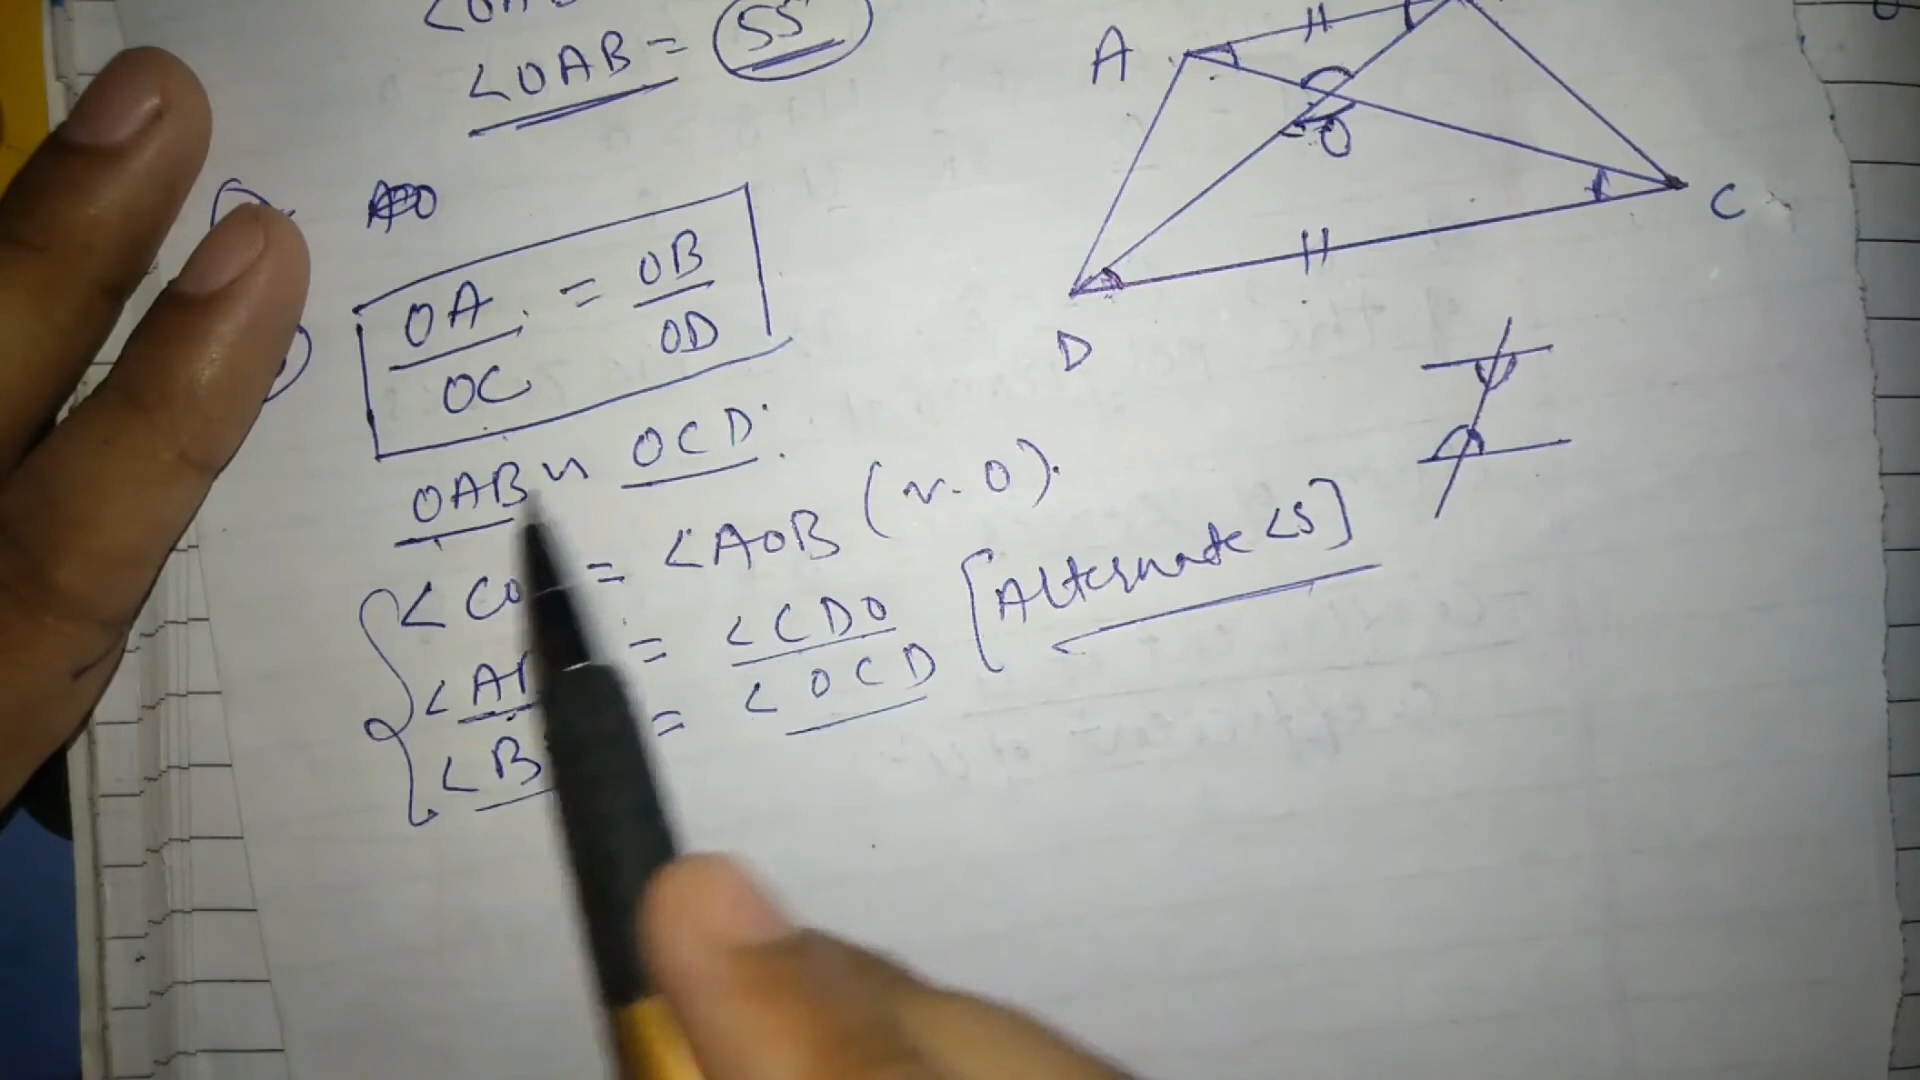 ∠OAB = 55°
OA/OC = OB/OD
OAB ~ OCD
= ∠AOB (v.o).
= ∠CDO [Alternate ∠s]
= ∠OCD
A
O
C
D